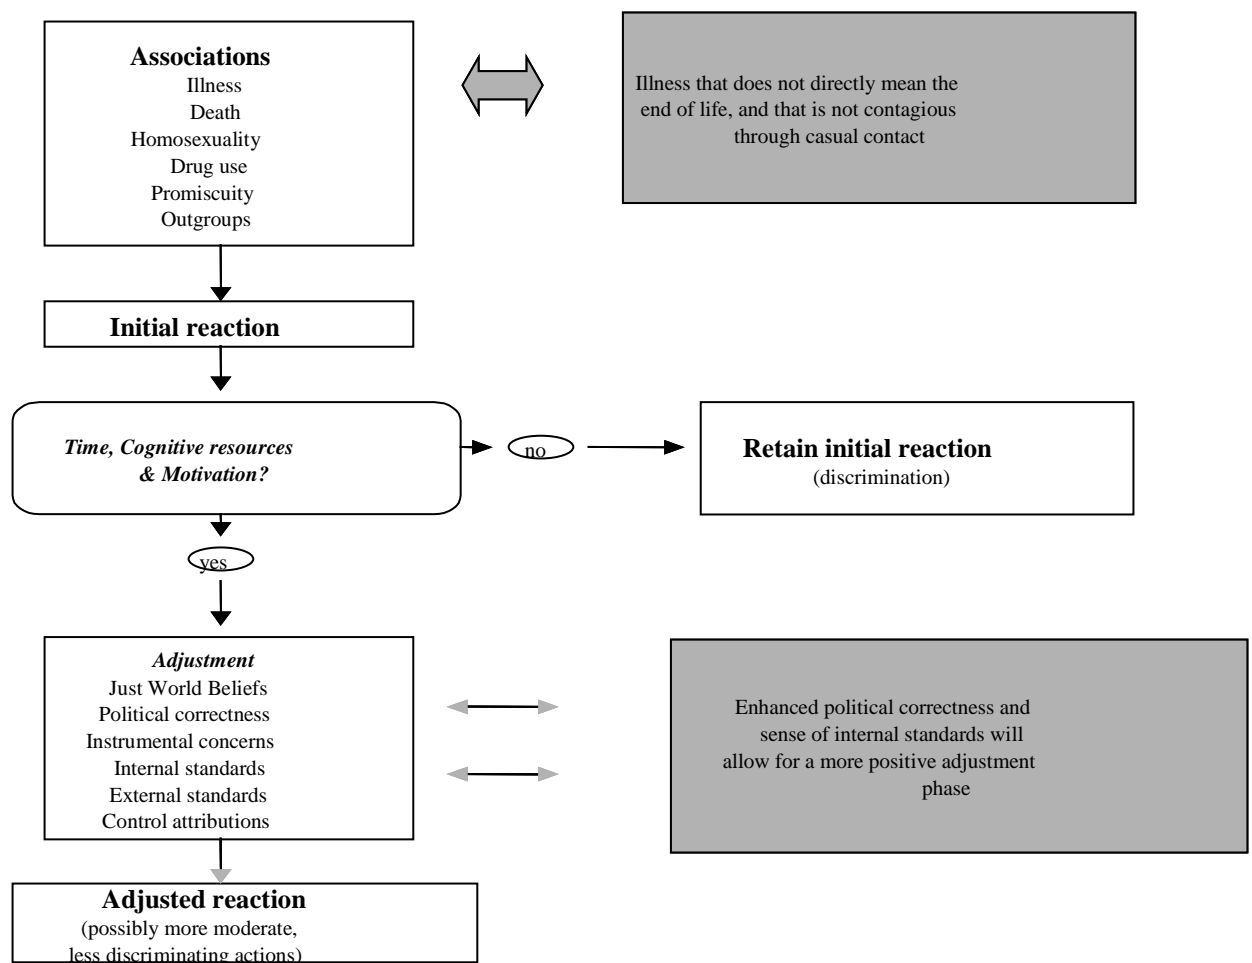 Associations
Illness
Death
Homosexuality
Drug use
Promiscuity
Outgroups
Illness that does not directly mean the
end of life, and that is not contagious
through casual contact
Initial reaction
Time, Cognitive resources
& Motivation?
no
Retain initial reaction
(discrimination)
yes
Adjustment
Just World Beliefs
Political correctness
Instrumental concerns
Internal standards
External standards
Control attributions
Enhanced political correctness and
sense of internal standards will
allow for a more positive adjustment
phase
Adjusted reaction
(possibly more moderate,
less discriminating actions)